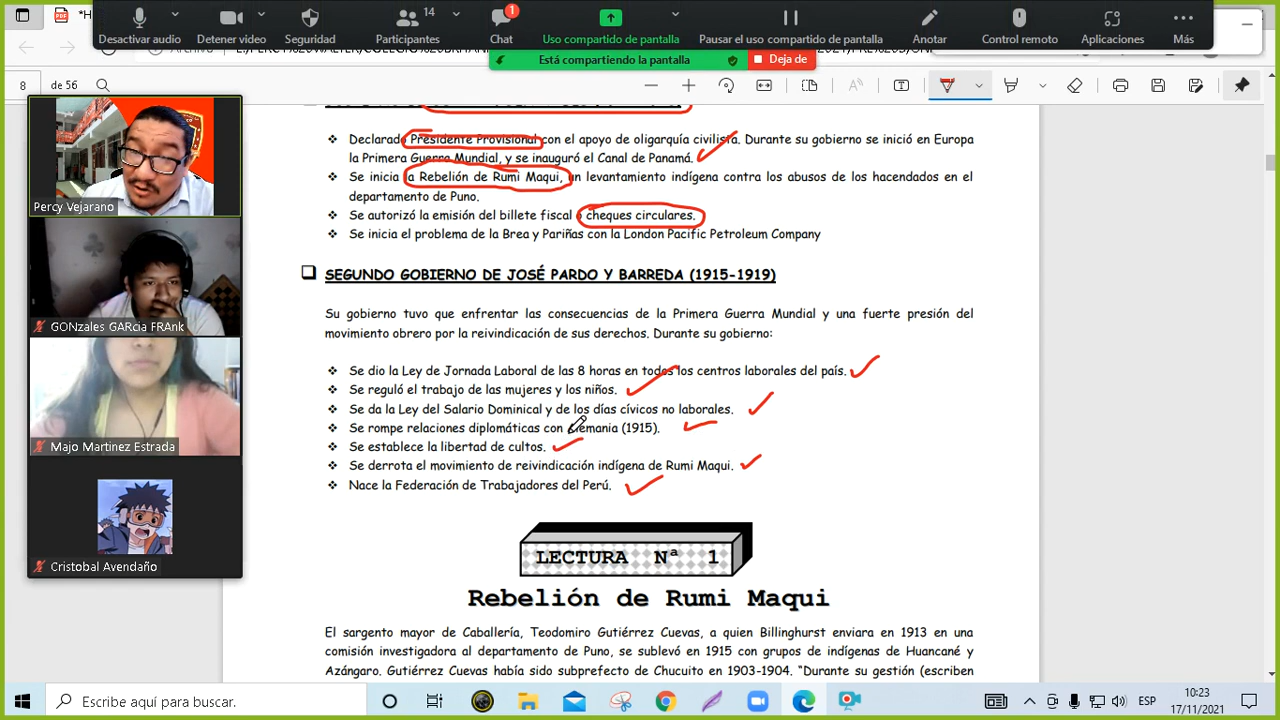 Desactivar audio
Detener video
Seguridad
Participantes
14
Chat
1
Uso compartido de pantalla
Pausar el uso compartido de pantalla
Anotar
Control remoto
Aplicaciones
Más
Está compartiendo la pantalla
Deja de
8 de 56
Declarado Presidente Provisional con el apoyo de oligarquía civilista. Durante su gobierno se inició en Europa
la Primera Guerra Mundial, y se inauguró el Canal de Panamá.
Se inicia la Rebelión de Rumi Maqui, un levantamiento indígena contra los abusos de los hacendados en el
departamento de Puno.
Se autorizó la emisión del billete fiscal o cheques circulares.
Se inicia el problema de la Brea y Pariñas con la London Pacific Petroleum Company
SEGUNDO GOBIERNO DE JOSÉ PARDO Y BARREDA (1915-1919)
Su gobierno tuvo que enfrentar las consecuencias de la Primera Guerra Mundial y una fuerte presión del
movimiento obrero por la reivindicación de sus derechos. Durante su gobierno:
Se dio la Ley de Jornada Laboral de las 8 horas en todos los centros laborales del país.
Se reguló el trabajo de las mujeres y los niños.
Se da la Ley del Salario Dominical y de los días cívicos no laborales.
Se rompe relaciones diplomáticas con Alemania (1915).
Se establece la libertad de cultos.
Se derrota el movimiento de reivindicación indígena de Rumi Maqui.
Nace la Federación de Trabajadores del Perú.
LECTURA Nª 1
Rebelión de Rumi Maqui
El sargento mayor de Caballería, Teodomiro Gutiérrez Cuevas, a quien Billinghurst enviara en 1913 en una
comisión investigadora al departamento de Puno, se sublevó en 1915 con grupos de indígenas de Huancané y
Azángaro. Gutiérrez Cuevas había sido subprefecto de Chucuito en 1903-1904. "Durante su gestión (escriben
Percy Vejarano
GONzales GARcia FRAnk
Majo Martinez Estrada
Cristobal Avendaño
Escribe aquí para buscar.
ESP
10:23
17/11/2021